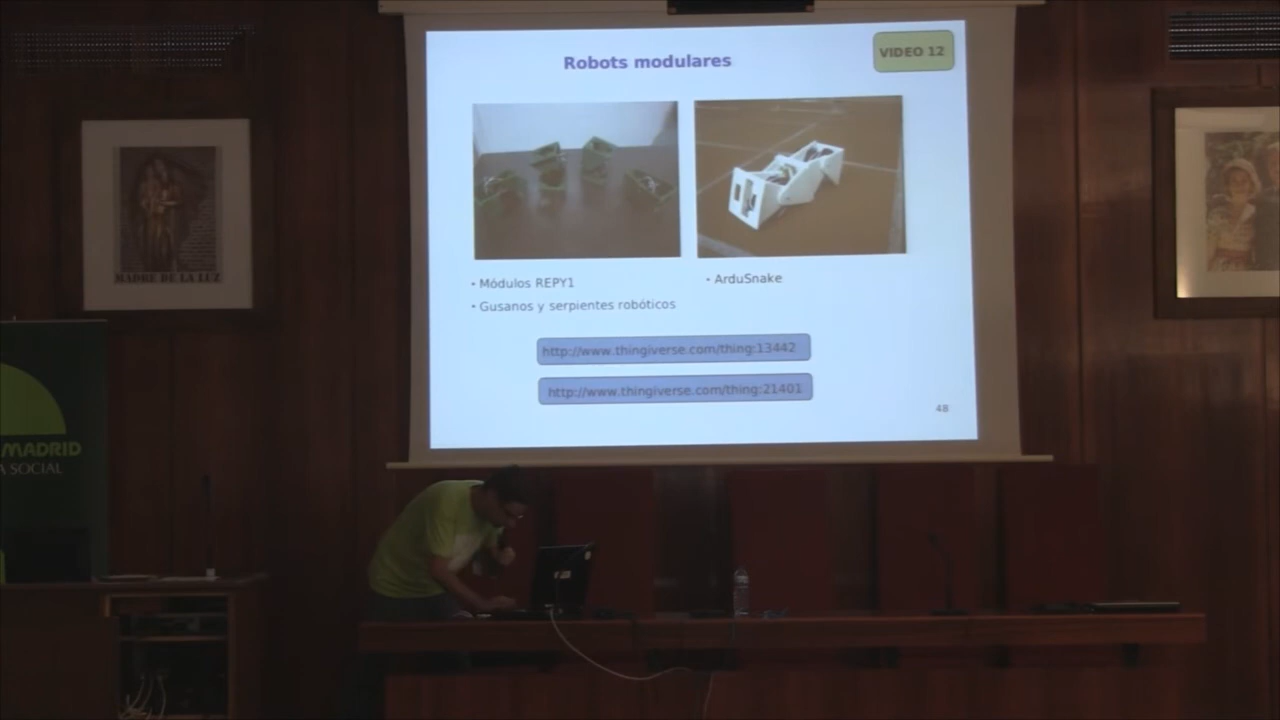 Robots modulares
VIDEO 12
• Módulos REPY1
• Gusanos y serpientes robóticos
• ArduSnake
http://www.thingiverse.com/thing:13442
http://www.thingiverse.com/thing:21401
48
MADRE DE LA LUZ
MADRID
A SOCIAL